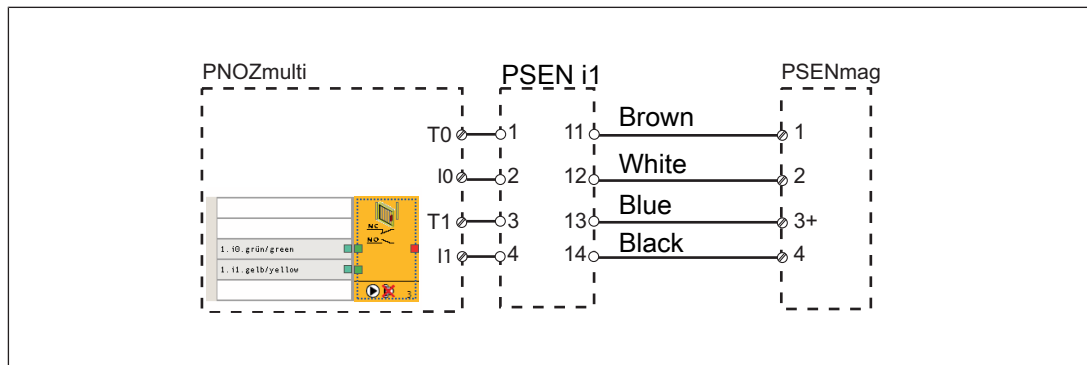 PNOZmulti PSEN i1 PSENmag
T0 1 11 Brown 1
I0 2 12 White 2
NC
T1 3 13 Blue 3+
NO
1. i0.grün/green
I1 4 14 Black 4
1. i1.gelb/yellow
3